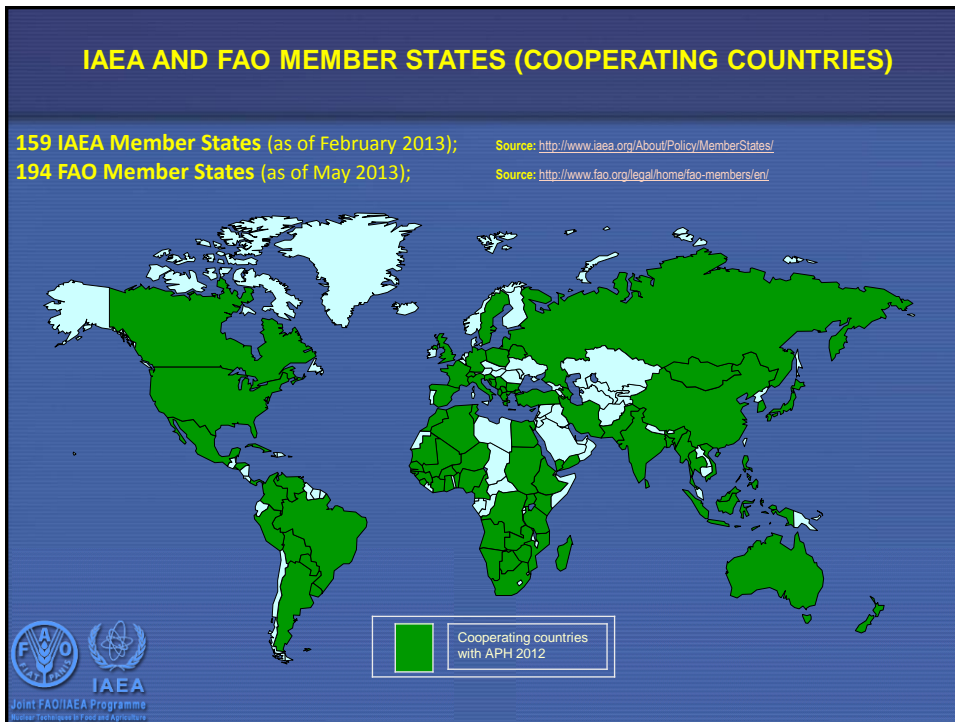 IAEA AND FAO MEMBER STATES (COOPERATING COUNTRIES)
159 IAEA Member States (as of February 2013); Source: http://www.iaea.org/About/Policy/MemberStates/
194 FAO Member States (as of May 2013); Source: http://www.fao.org/legal/home/fao-members/en/
Cooperating countries
with APH 2012
F A O
FIAT PANIS
IAEA
Joint FAO/IAEA Programme
Nuclear Techniques in Food and Agriculture